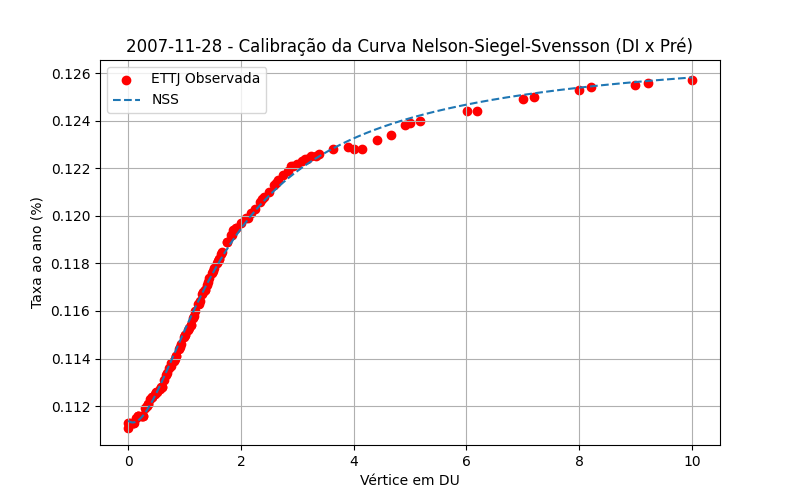 2007-11-28 - Calibração da Curva Nelson-Siegel-Svensson (DI x Pré)
ETTJ Observada
NSS
Taxa ao ano (%)
0.126
0.124
0.122
0.120
0.118
0.116
0.114
0.112
0 2 4 6 8 10
Vértice em DU